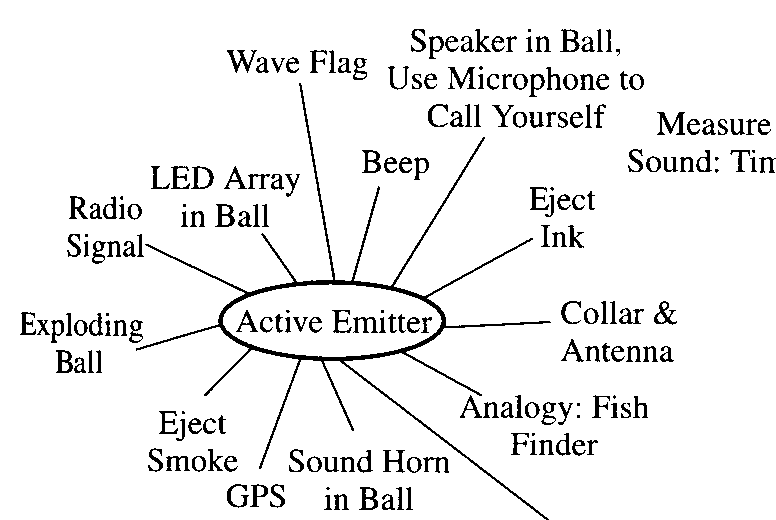 Wave Flag
Speaker in Ball,
Use Microphone to
Call Yourself
Measure
Sound:
Beep
LED Array
in Ball
Radio
Signal
Eject
Ink
Active Emitter
Exploding
Ball
Collar &
Antenna
Eject
Smoke
GPS
Sound Horn
in Ball
Analogy: Fish
Finder